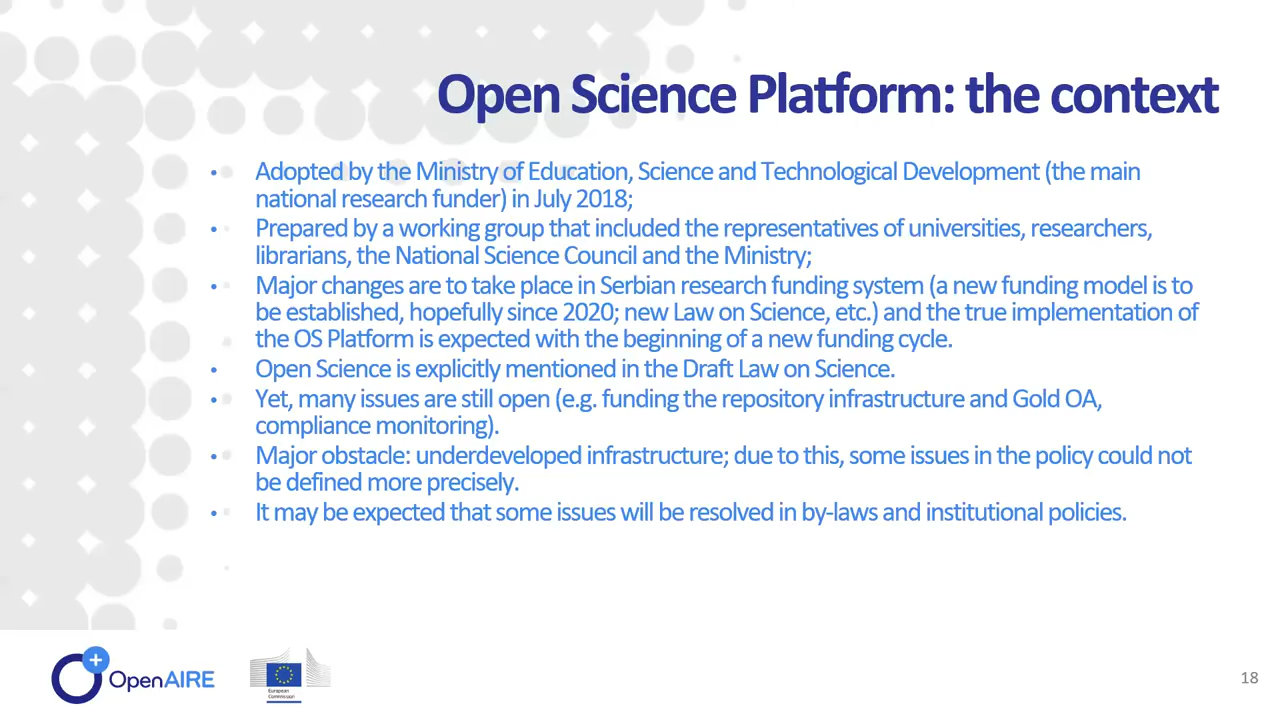 Open Science Platform: the context
• Adopted by the Ministry of Education, Science and Technological Development (the main
national research funder) in July 2018;
• Prepared by a working group that included the representatives of universities, researchers,
librarians, the National Science Council and the Ministry;
• Major changes are to take place in Serbian research funding system (a new funding model is to
be established, hopefully since 2020; new Law on Science, etc.) and the true implementation of
the OS Platform is expected with the beginning of a new funding cycle.
• Open Science is explicitly mentioned in the Draft Law on Science.
• Yet, many issues are still open (e.g. funding the repository infrastructure and Gold OA,
compliance monitoring).
• Major obstacle: underdeveloped infrastructure; due to this, some issues in the policy could not
be defined more precisely.
• It may be expected that some issues will be resolved in by-laws and institutional policies.
OpenAIRE
European
Commission
18